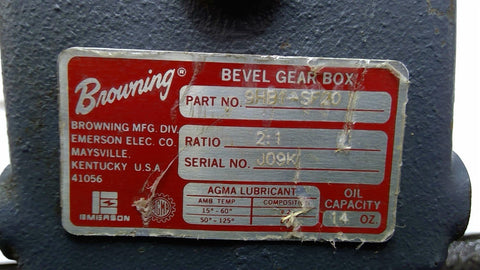 Browning®
BEVEL GEAR BOX
PART NO.
BROWNING MFG. DIV.
EMERSON ELEC. CO.
MAYSVILLE,
KENTUCKY U.S.A.
41056
RATIO 2:1
SERIAL NO. J09K
EMERSON
AGMA LUBRICANT
AMB. TEMP COMPOSITION
15° - 60°
50° - 125°
OIL
CAPACITY
14 OZ.